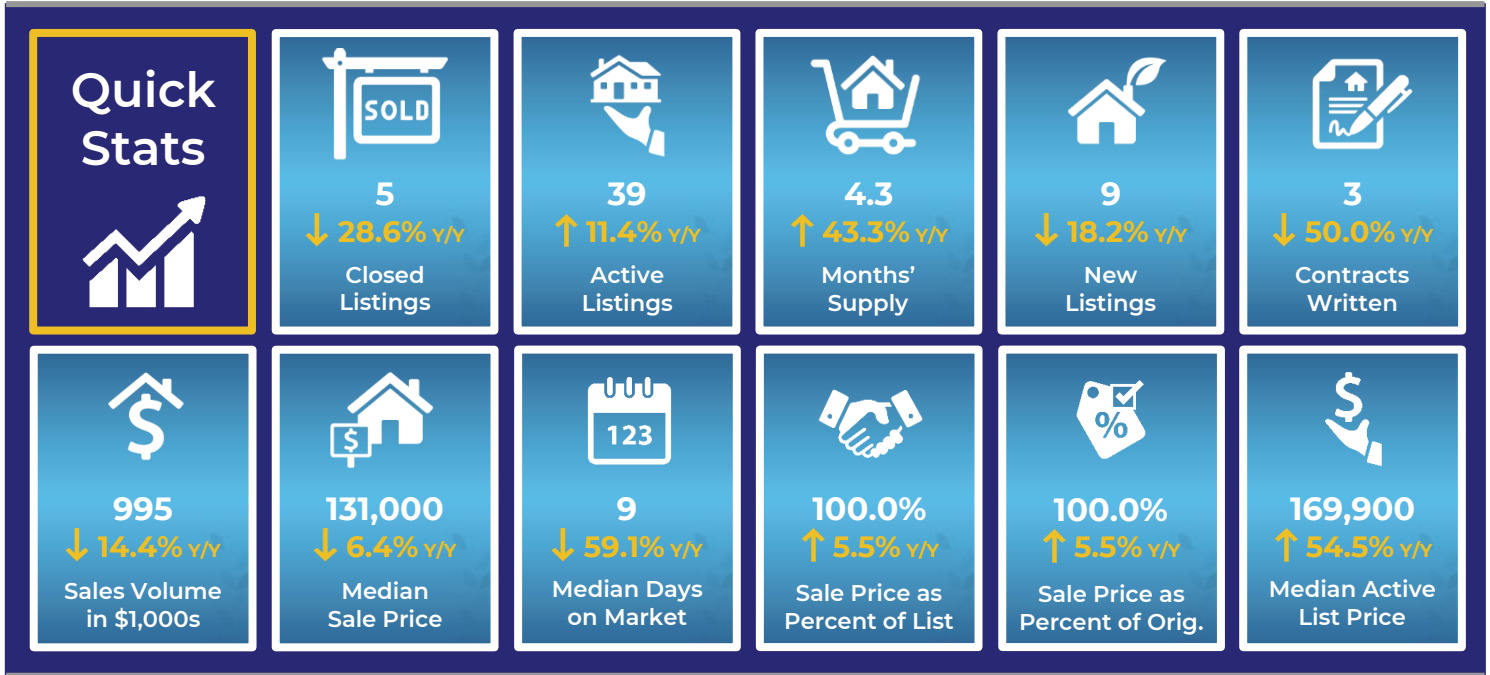 Quick
Stats
SOLD
5
↓ 28.6% Y/Y
Closed
Listings
39
↑ 11.4% Y/Y
Active
Listings
4.3
↑ 43.3% Y/Y
Months’
Supply
9
↓ 18.2% Y/Y
New
Listings
3
↓ 50.0% Y/Y
Contracts
Written
$
995
↓ 14.4% Y/Y
Sales Volume
in $1,000s
$
131,000
↓ 6.4% Y/Y
Median
Sale Price
123
9
↓ 59.1% Y/Y
Median Days
on Market
100.0%
↑ 5.5% Y/Y
Sale Price as
Percent of List
%
100.0%
↑ 5.5% Y/Y
Sale Price as
Percent of Orig.
$
169,900
↑ 54.5% Y/Y
Median Active
List Price